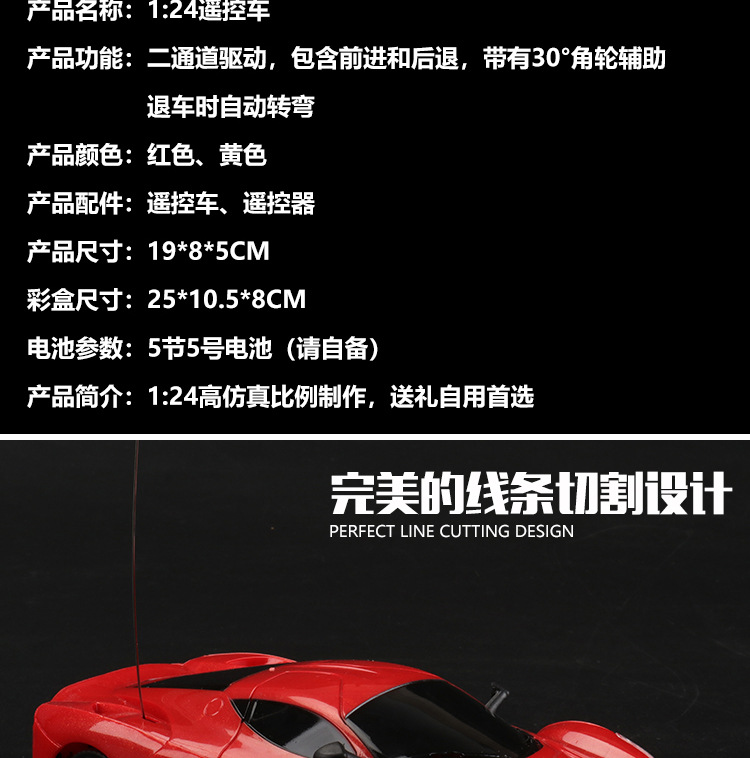 产品名称：1:24遥控车
产品功能：二通道驱动，包含前进和后退，带有30°角轮辅助
退车时自动转弯
产品颜色：红色、黄色
产品配件：遥控车、遥控器
产品尺寸：19*8*5CM
彩盒尺寸：25*10.5*8CM
电池参数：5节5号电池（请自备）
产品简介：1:24高仿真比例制作，送礼自用首选
完美的线条切割设计
PERFECT LINE CUTTING DESIGN